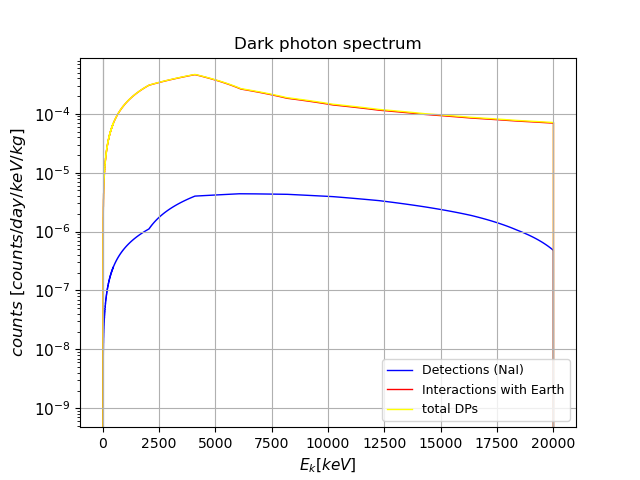 Dark photon spectrum
counts [counts/day/keV/kg]
10⁻⁴
10⁻⁵
10⁻⁶
10⁻⁷
10⁻⁸
10⁻⁹
Detections (NaI)
Interactions with Earth
total DPs
0 2500 5000 7500 10000 12500 15000 17500 20000
E_k[keV]